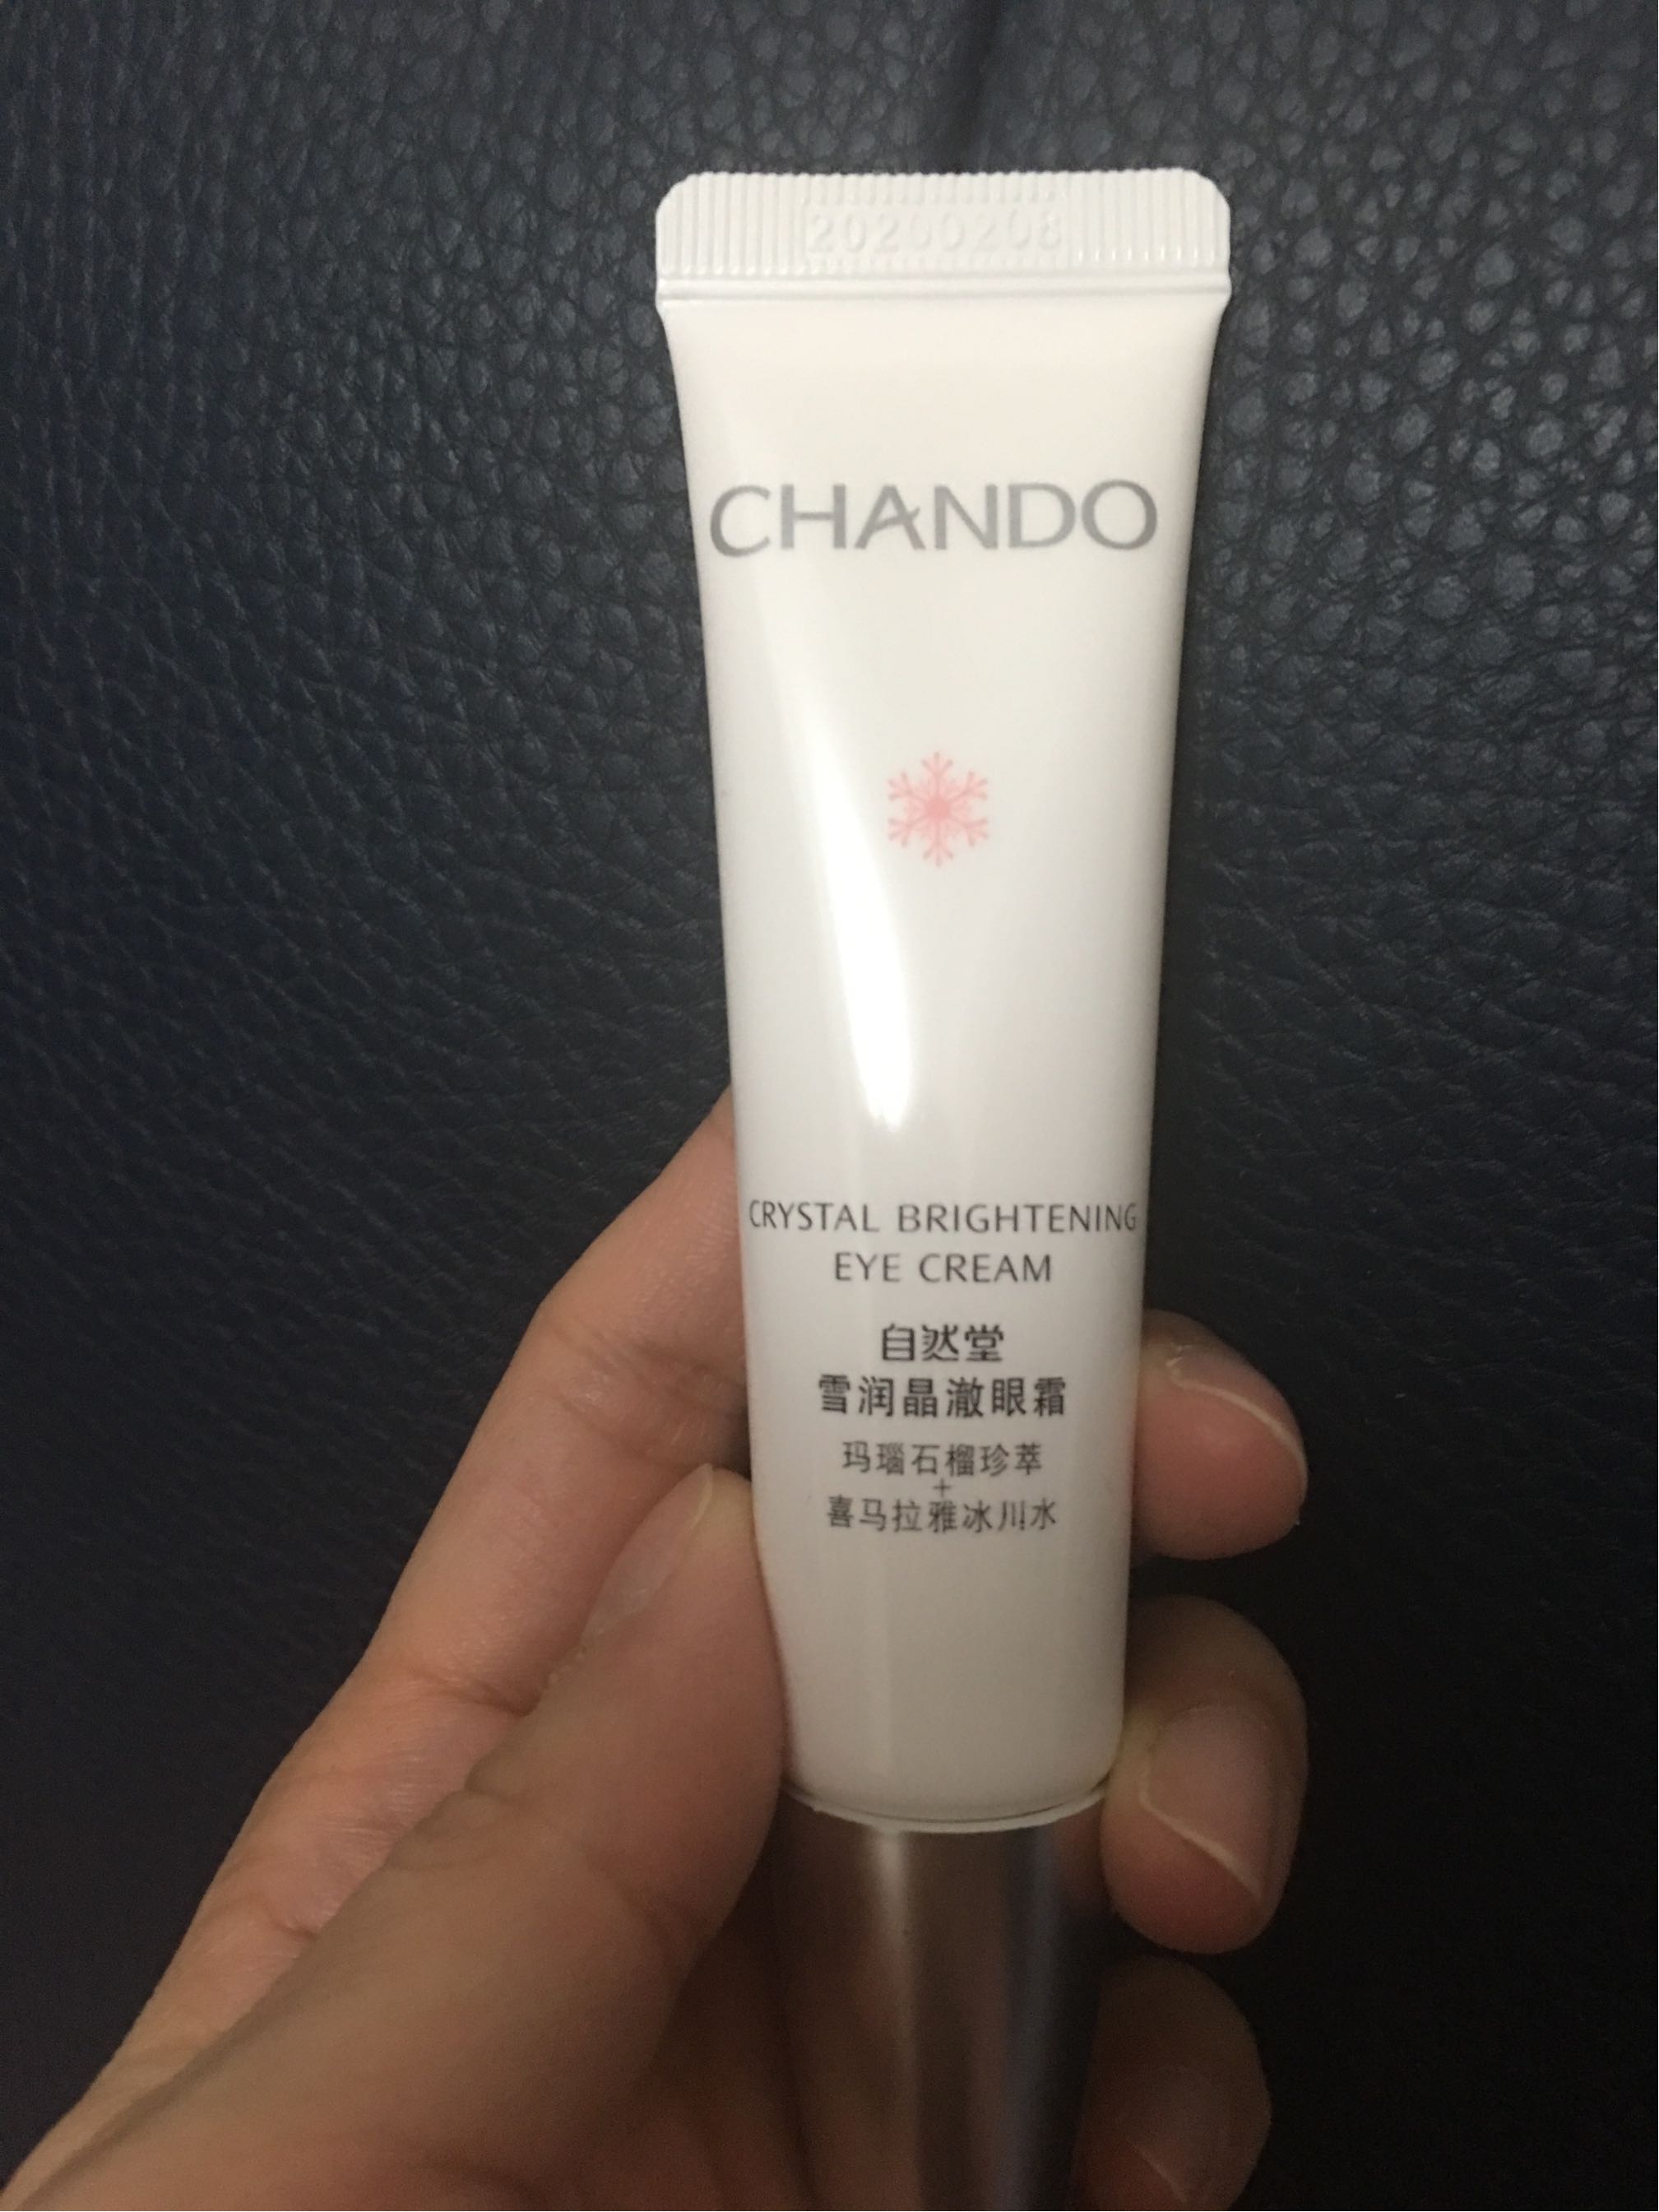 20200208
CHANDO
CRYSTAL BRIGHTENING
EYE CREAM
自然堂
雪润晶澈眼霜
玛瑙石榴珍萃
+
喜马拉雅冰川水